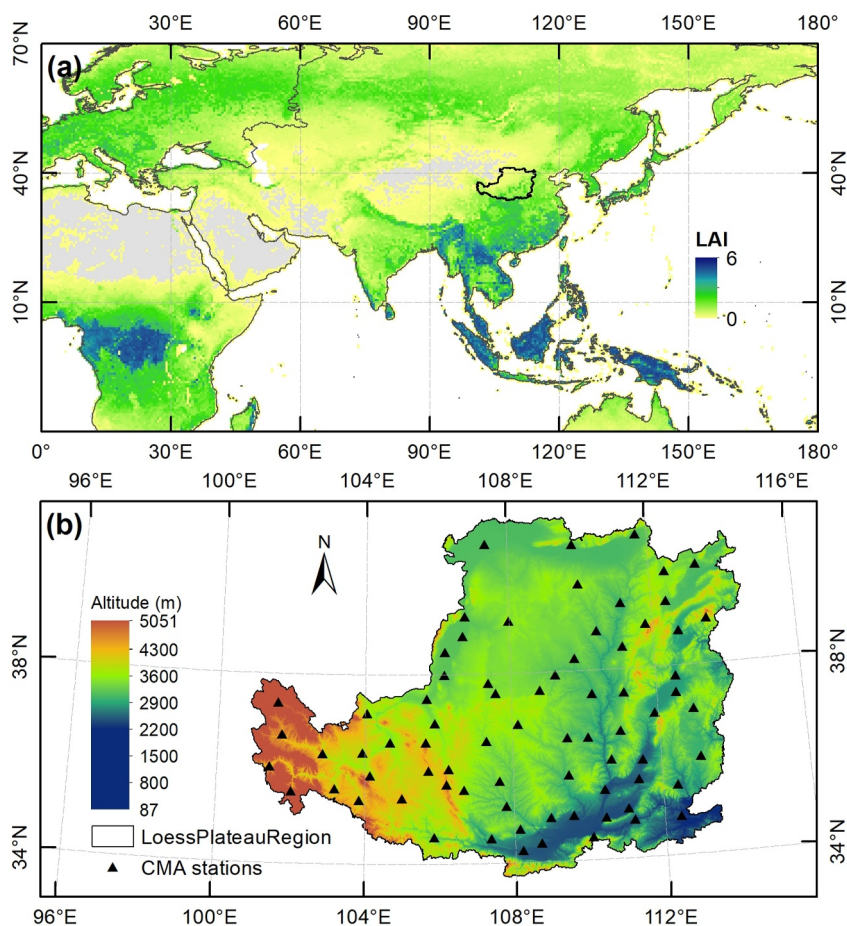 0° 30°E 60°E 90°E 120°E 150°E 180°
70°N
(a)
40°N 40°N
LAI
6
10°N 10°N
0
0° 30°E 60°E 90°E 120°E 150°E 180°
96°E 100°E 104°E 108°E 112°E 116°E
(b)
N
Altitude (m)
5051
4300
38°N 38°N
3600
2900
2200
1500
800
87
LoessPlateauRegion
34°N 34°N
CMA stations
96°E 100°E 104°E 108°E 112°E